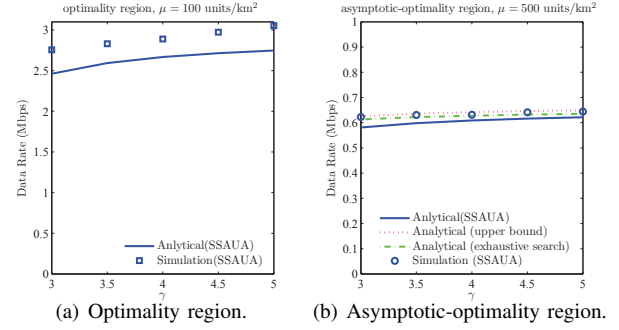 optimality region, μ = 100 units/km²
3
2.5
2
1.5
1
0.5
0
Data Rate (Mbps)
Anlytical(SSAUA)
Simulation(SSAUA)
3 3.5 4 4.5 5
γ
(a) Optimality region.
asymptotic-optimality region, μ = 500 units/km²
1
0.9
0.8
0.7
0.6
0.5
0.4
0.3
0.2
0.1
0
Data Rate (Mbps)
Anlytical(SSAUA)
Analytical (upper bound)
Analytical (exhaustive search)
Simulation (SSAUA)
3 3.5 4 4.5 5
γ
(b) Asymptotic-optimality region.